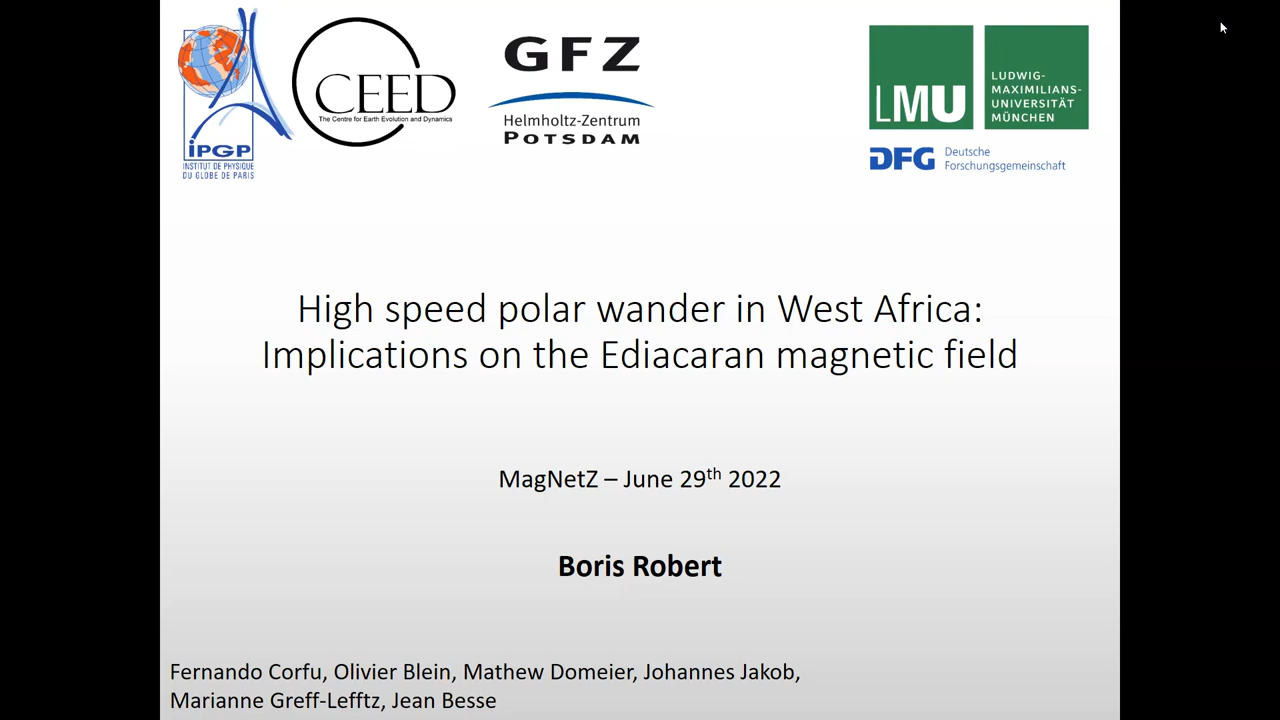 iPGP
INSTITUT DE PHYSIQUE
DU GLOBE DE PARIS
CEED
The Centre for Earth Evolution and Dynamics
GFZ
Helmholtz-Zentrum
POTSDAM
LMU
LUDWIG-
MAXIMILIANS-
UNIVERSITÄT
MÜNCHEN
DFG
Deutsche
Forschungsgemeinschaft
High speed polar wander in West Africa:
Implications on the Ediacaran magnetic field
MagNetZ – June 29th 2022
Boris Robert
Fernando Corfu, Olivier Blein, Mathew Domeier, Johannes Jakob,
Marianne Greff-Lefftz, Jean Besse